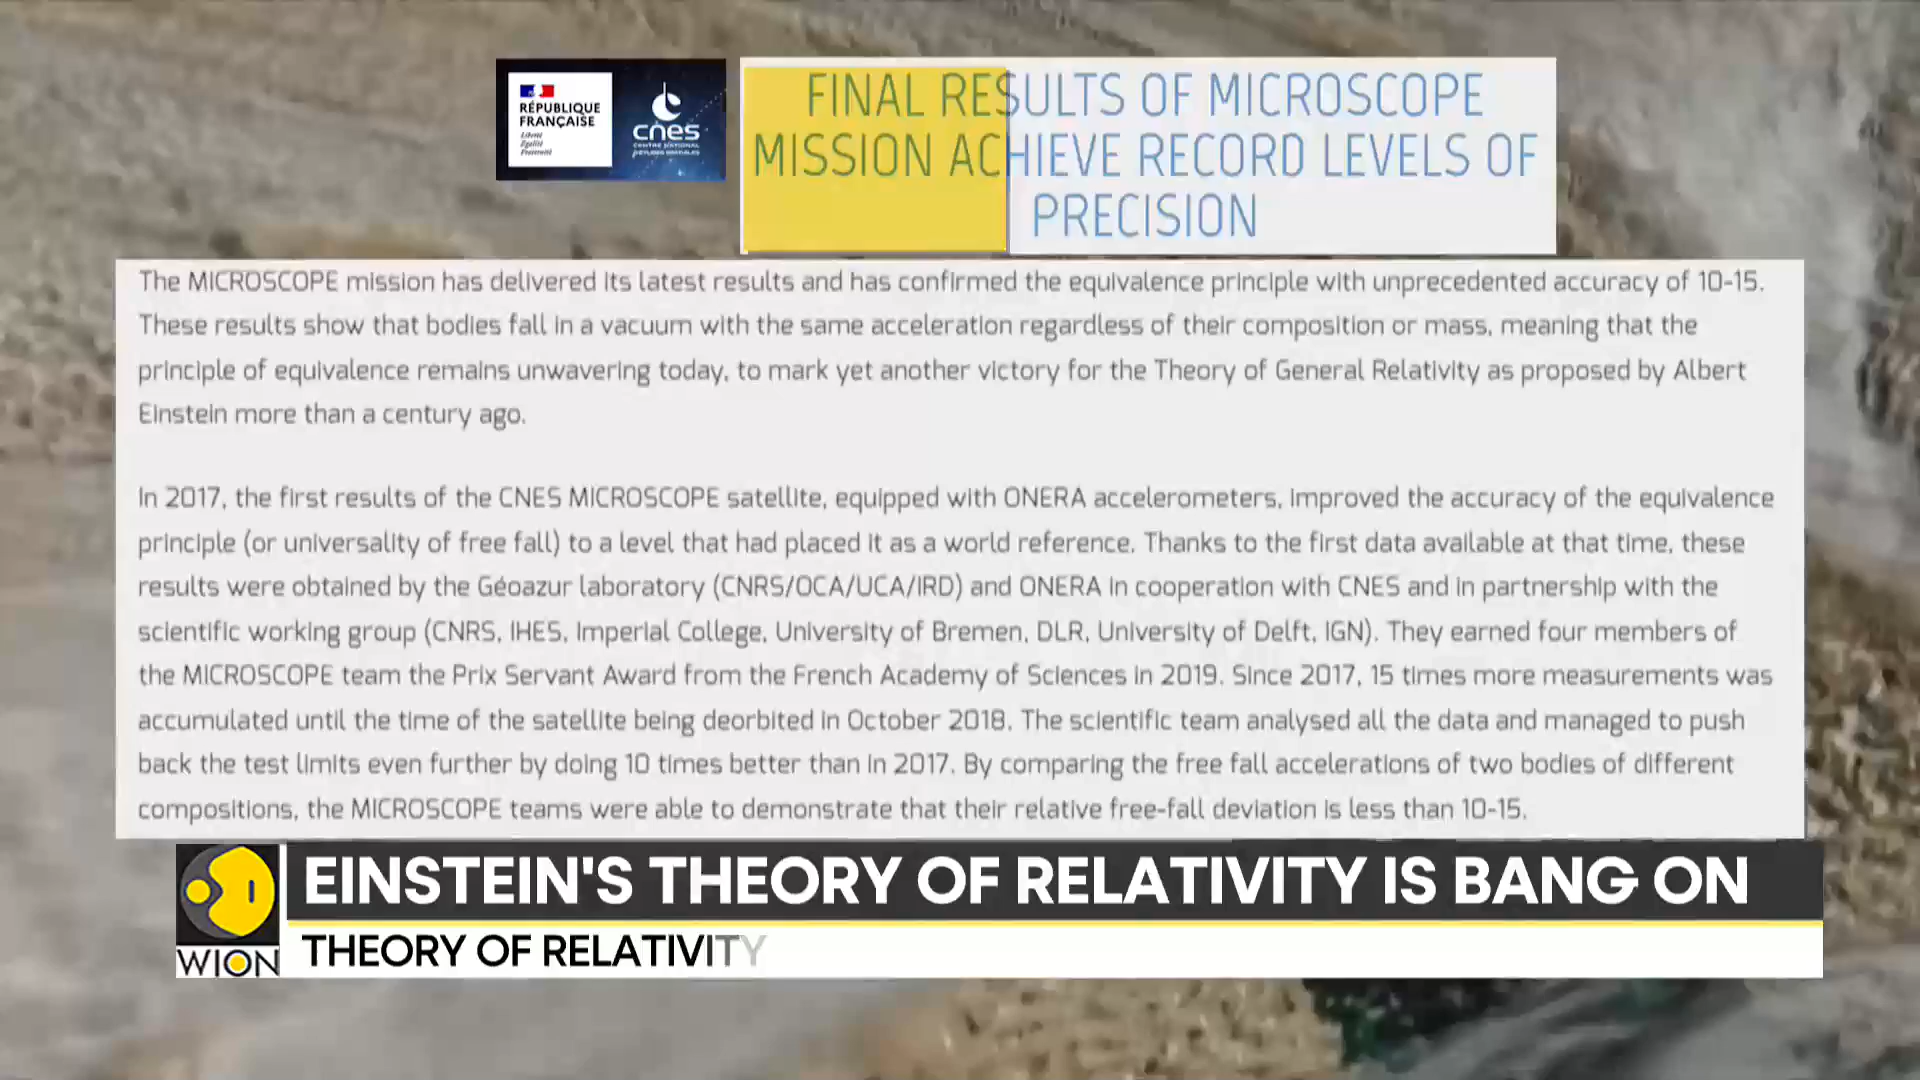 RÉPUBLIQUE
FRANÇAISE
Liberté
Égalité
Fraternité
cnes
CENTRE NATIONAL
D'ÉTUDES SPATIALES
FINAL RESULTS OF MICROSCOPE
MISSION ACHIEVE RECORD LEVELS OF
PRECISION
The MICROSCOPE mission has delivered its latest results and has confirmed the equivalence principle with unprecedented accuracy of 10-15.
These results show that bodies fall in a vacuum with the same acceleration regardless of their composition or mass, meaning that the
principle of equivalence remains unwavering today, to mark yet another victory for the Theory of General Relativity as proposed by Albert
Einstein more than a century ago.
In 2017, the first results of the CNES MICROSCOPE satellite, equipped with ONERA accelerometers, improved the accuracy of the equivalence
principle (or universality of free fall) to a level that had placed it as a world reference. Thanks to the first data available at that time, these
results were obtained by the Géoazur laboratory (CNRS/OCA/UCA/IRD) and ONERA in cooperation with CNES and in partnership with the
scientific working group (CNRS, IHES, Imperial College, University of Bremen, DLR, University of Delft, IGN). They earned four members of
the MICROSCOPE team the Prix Servant Award from the French Academy of Sciences in 2019. Since 2017, 15 times more measurements was
accumulated until the time of the satellite being deorbited in October 2018. The scientific team analysed all the data and managed to push
back the test limits even further by doing 10 times better than in 2017. By comparing the free fall accelerations of two bodies of different
compositions, the MICROSCOPE teams were able to demonstrate that their relative free-fall deviation is less than 10-15.
EINSTEIN'S THEORY OF RELATIVITY IS BANG ON
THEORY OF RELATIVITY
WION